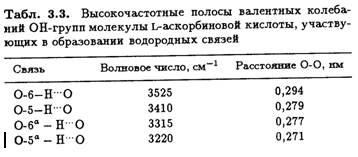 Табл. 3.3. Высокочастотные полосы валентных колеба-
ний ОН-групп молекулы L-аскорбиновой кислоты, участву-
ющих в образовании водородных связей
Связь Волновое число, см⁻¹ Расстояние О-О, нм
О-6—Н···О 3525 0,294
О-5—Н···О 3410 0,279
О-6ᵃ — Н···О 3315 0,277
О-5ᵃ — Н···О 3220 0,271